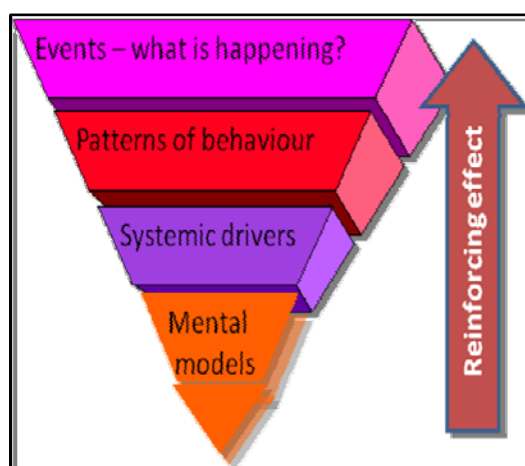 Events – what is happening?
Patterns of behaviour
Systemic drivers
Mental
models
Reinforcing effect